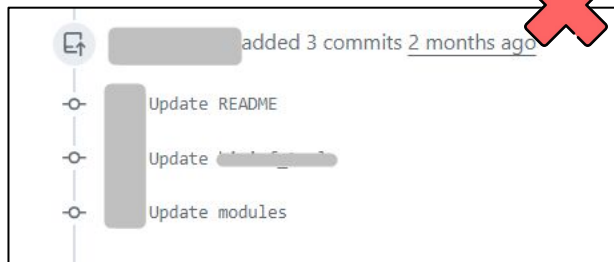 added 3 commits 2 months ago
Update README
Update
Update modules